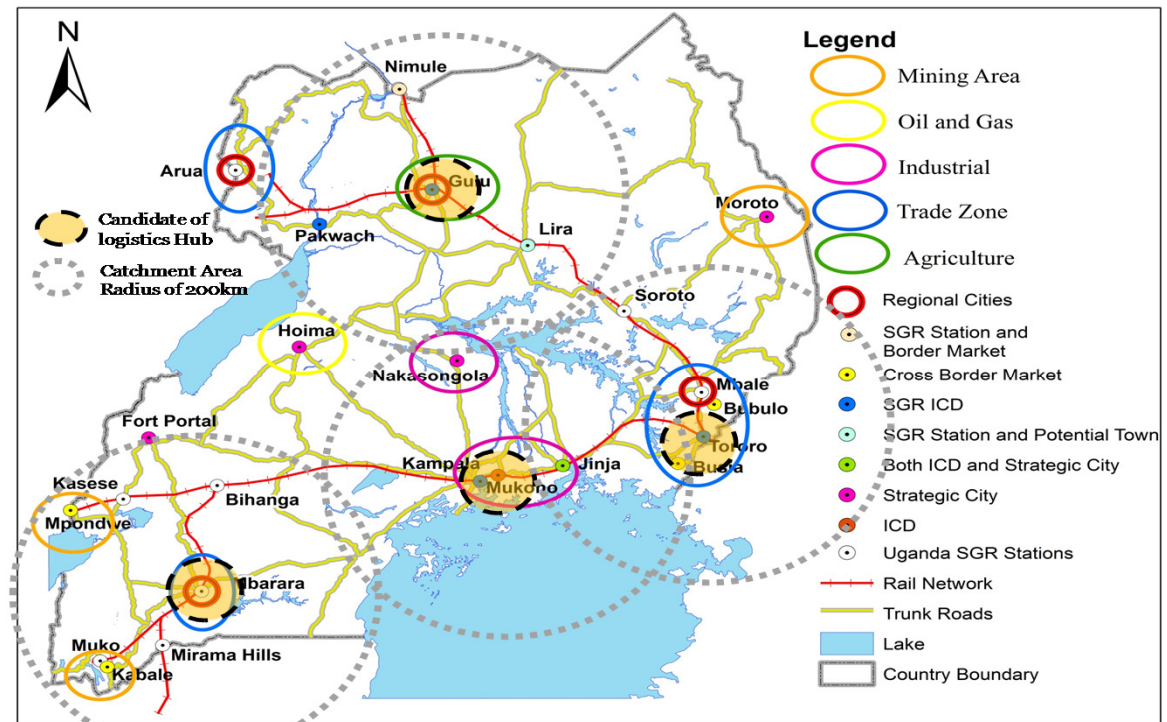 N
Nimule
Arua
Gulu
Candidate of
logistics Hub
Pakwach
Catchment Area
Radius of 200km
Lira
Moroto
Soroto
Hoima
Nakasongola
Mbale
Bubulo
Tororo
Busia
Fort Portal
Kampala
Jinja
Mukono
Kasese
Bihanga
Mpondwe
Ibarara
Muko
Mirama Hills
Kabale
Legend
Mining Area
Oil and Gas
Industrial
Trade Zone
Agriculture
Regional Cities
SGR Station and
Border Market
Cross Border Market
SGR ICD
SGR Station and Potential Town
Both ICD and Strategic City
Strategic City
ICD
Uganda SGR Stations
Rail Network
Trunk Roads
Lake
Country Boundary